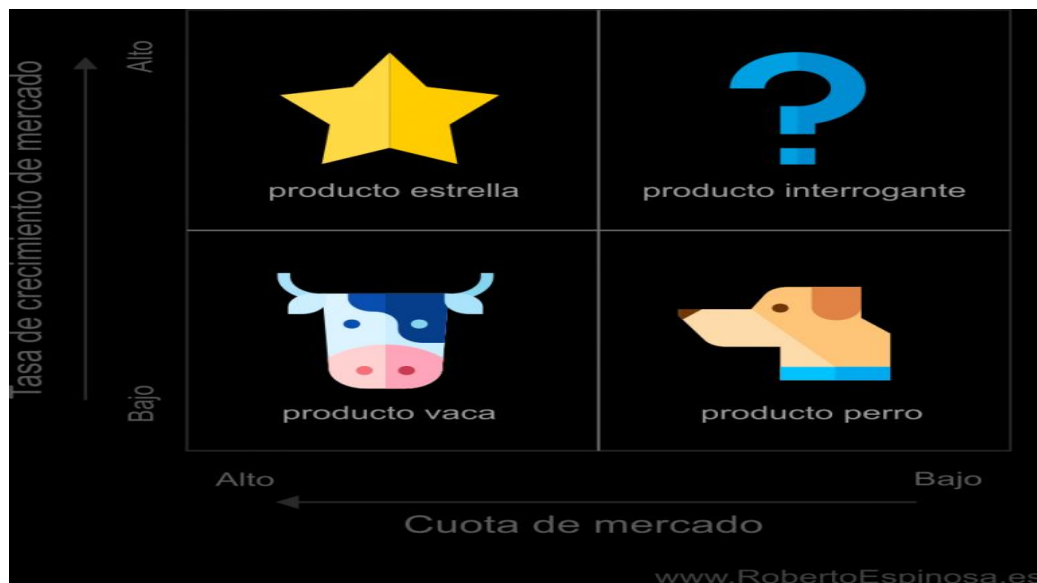 Tasa de crecimiento de mercado
Alto
producto estrella
producto interrogante
Bajo
producto vaca
producto perro
Alto
Bajo
Cuota de mercado
www.RobertoEspinosa.es